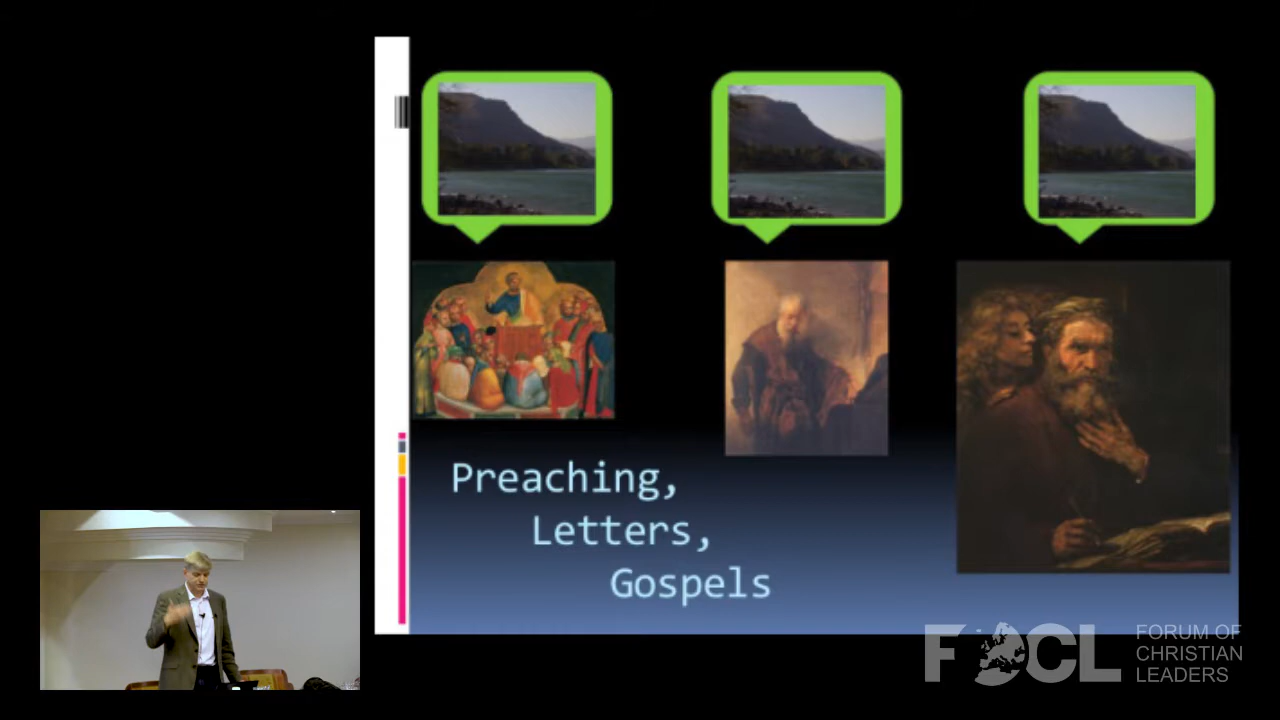 Preaching,
Letters,
Gospels
FOCL
FORUM OF
CHRISTIAN
LEADERS